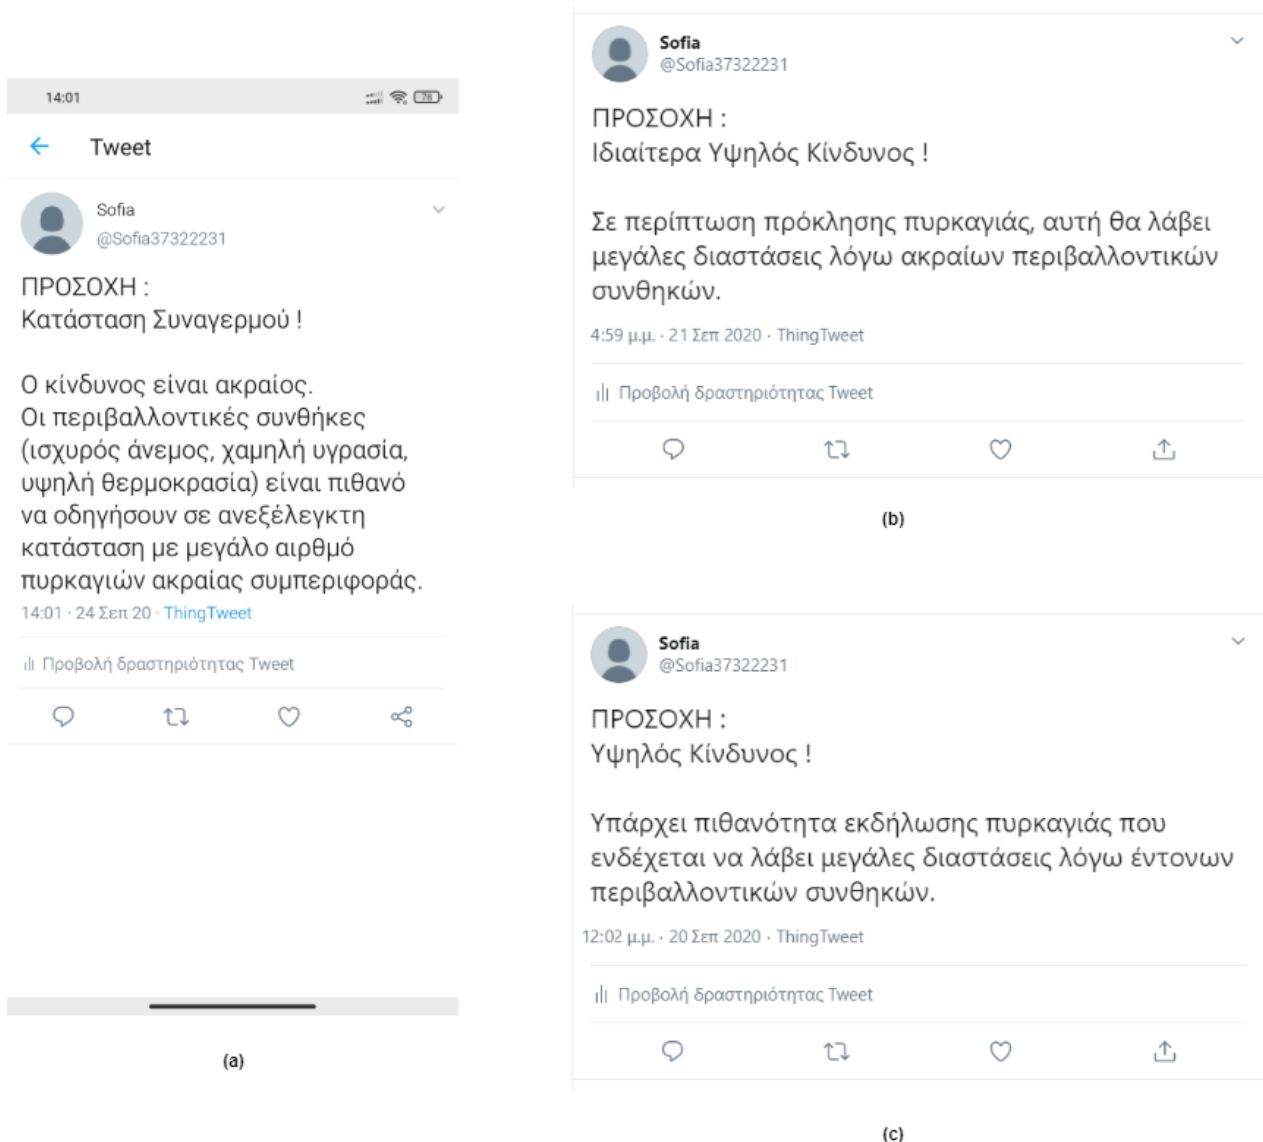 14:01
78
Tweet
Sofia
@Sofia37322231
ΠΡΟΣΟΧΗ :
Κατάσταση Συναγερμού !
Ο κίνδυνος είναι ακραίος.
Οι περιβαλλοντικές συνθήκες
(ισχυρός άνεμος, χαμηλή υγρασία,
υψηλή θερμοκρασία) είναι πιθανό
να οδηγήσουν σε ανεξέλεγκτη
κατάσταση με μεγάλο αιρθμό
πυρκαγιών ακραίας συμπεριφοράς.
14:01 · 24 Σεπ 20 · ThingTweet
Προβολή δραστηριότητας Tweet
(a)
Sofia
@Sofia37322231
ΠΡΟΣΟΧΗ :
Ιδιαίτερα Υψηλός Κίνδυνος !
Σε περίπτωση πρόκλησης πυρκαγιάς, αυτή θα λάβει
μεγάλες διαστάσεις λόγω ακραίων περιβαλλοντικών
συνθηκών.
4:59 μ.μ. · 21 Σεπ 2020 · ThingTweet
Προβολή δραστηριότητας Tweet
(b)
Sofia
@Sofia37322231
ΠΡΟΣΟΧΗ :
Υψηλός Κίνδυνος !
Υπάρχει πιθανότητα εκδήλωσης πυρκαγιάς που
ενδέχεται να λάβει μεγάλες διαστάσεις λόγω έντονων
περιβαλλοντικών συνθηκών.
12:02 μ.μ. · 20 Σεπ 2020 · ThingTweet
Προβολή δραστηριότητας Tweet
(c)